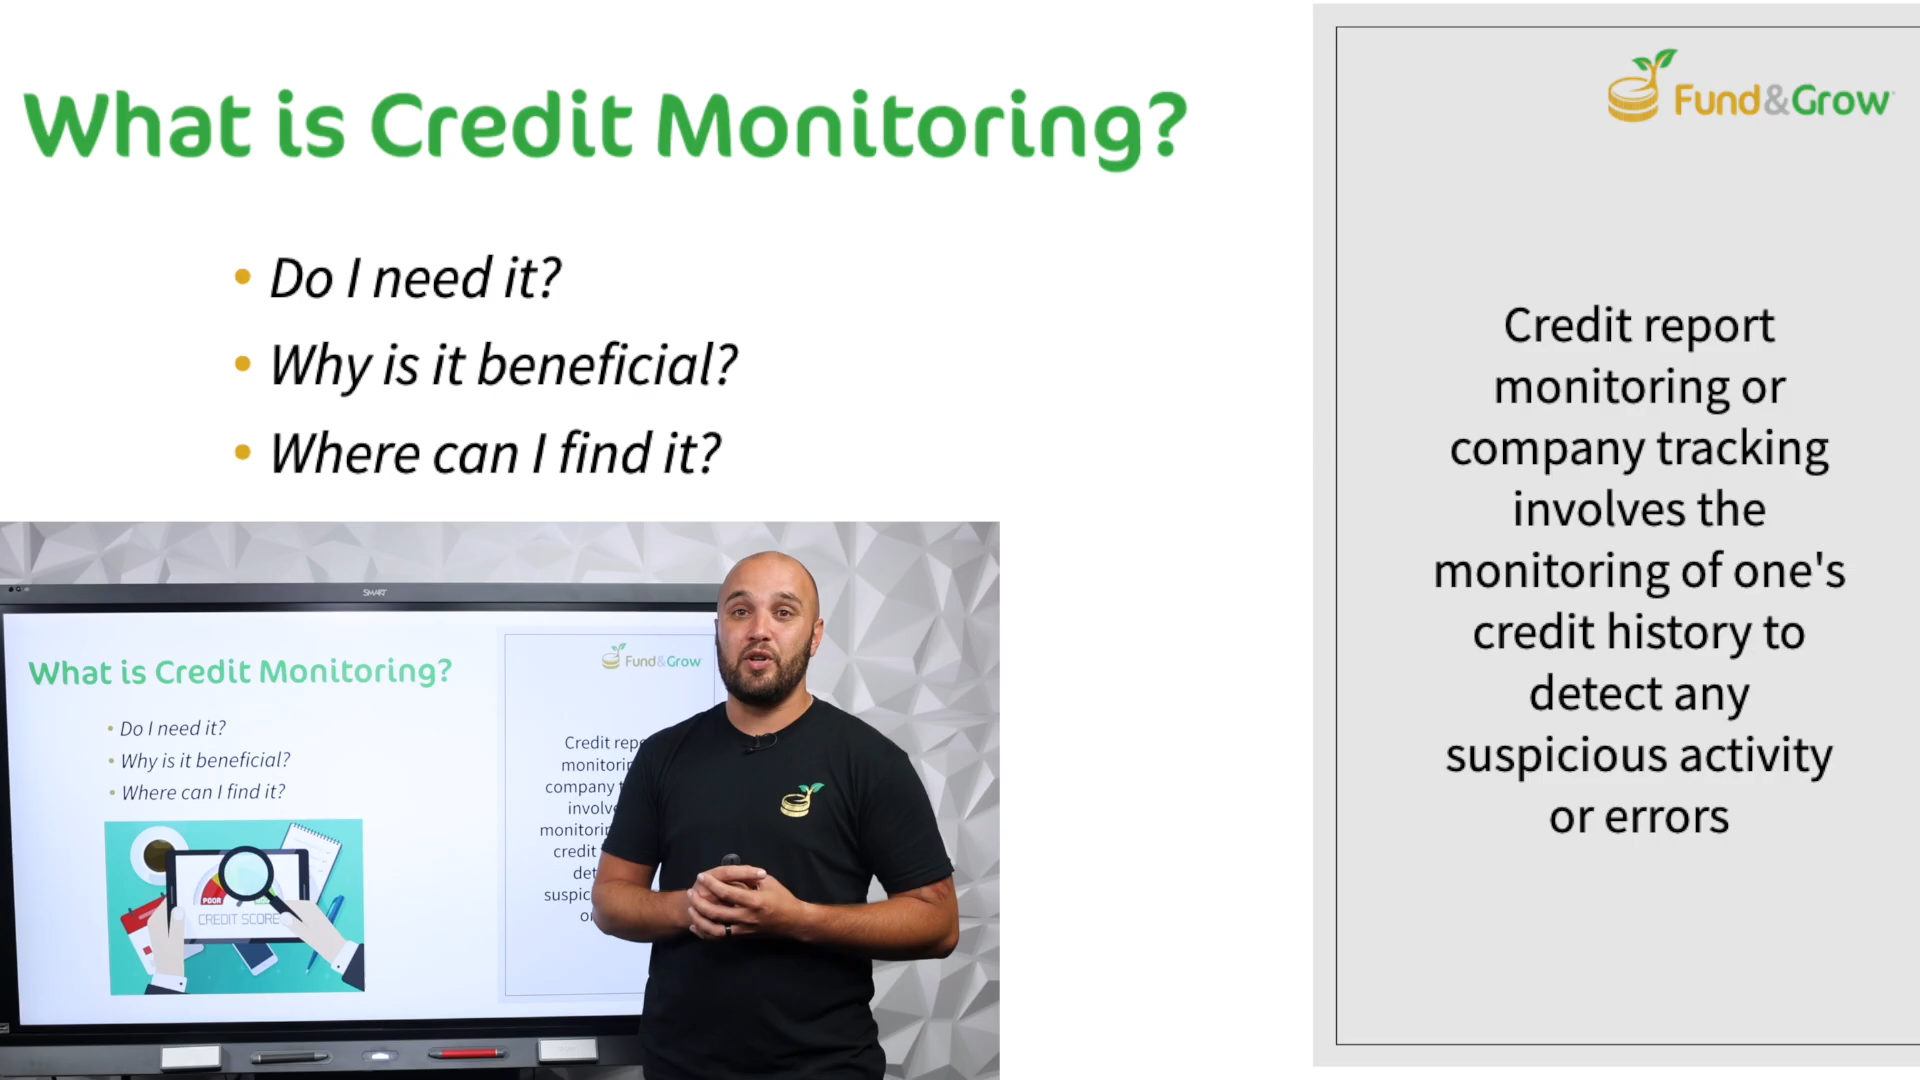 What is Credit Monitoring?
• Do I need it?
• Why is it beneficial?
• Where can I find it?
Fund&Grow
Credit report
monitoring or
company tracking
involves the
monitoring of one's
credit history to
detect any
suspicious activity
or errors
SMART
What is Credit Monitoring?
• Do I need it?
• Why is it beneficial?
• Where can I find it?
POOR
CREDIT SCORE
Fund&Grow
Credit
company
credit